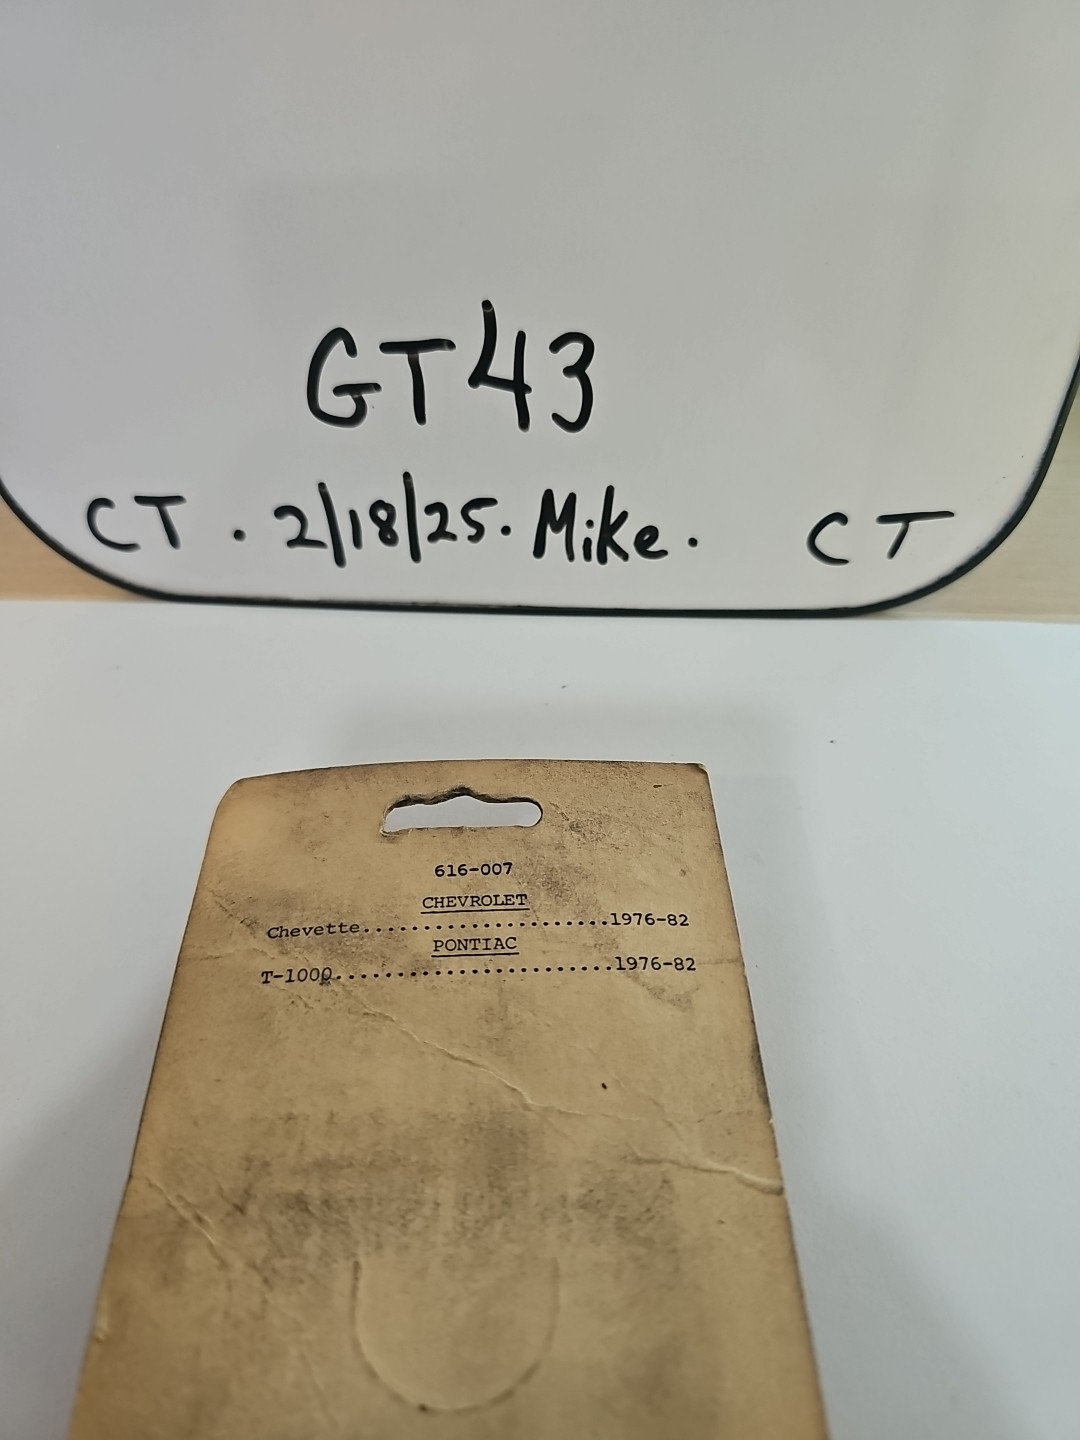 GT43
CT. 2/18/25. Mike. CT
616-007
CHEVROLET
Chevette.....................1976-82
PONTIAC
T-1000.........................1976-82